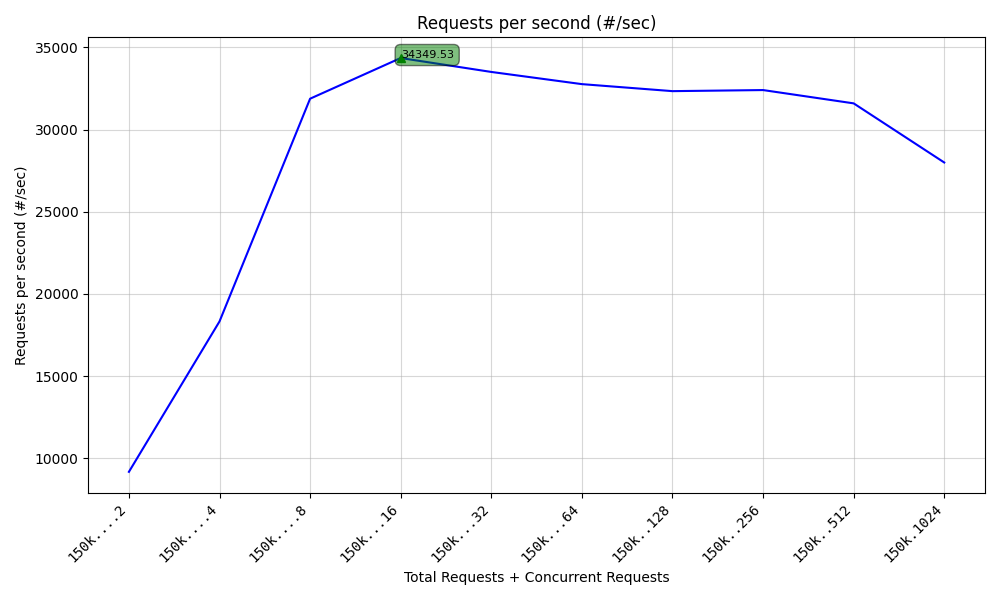 Requests per second (#/sec)
35000
34349.53
30000
25000
20000
15000
10000
Requests per second (#/sec)
150k....2
150k....4
150k....8
150k...16
150k...32
150k...64
150k..128
150k..256
150k..512
150k.1024
Total Requests + Concurrent Requests